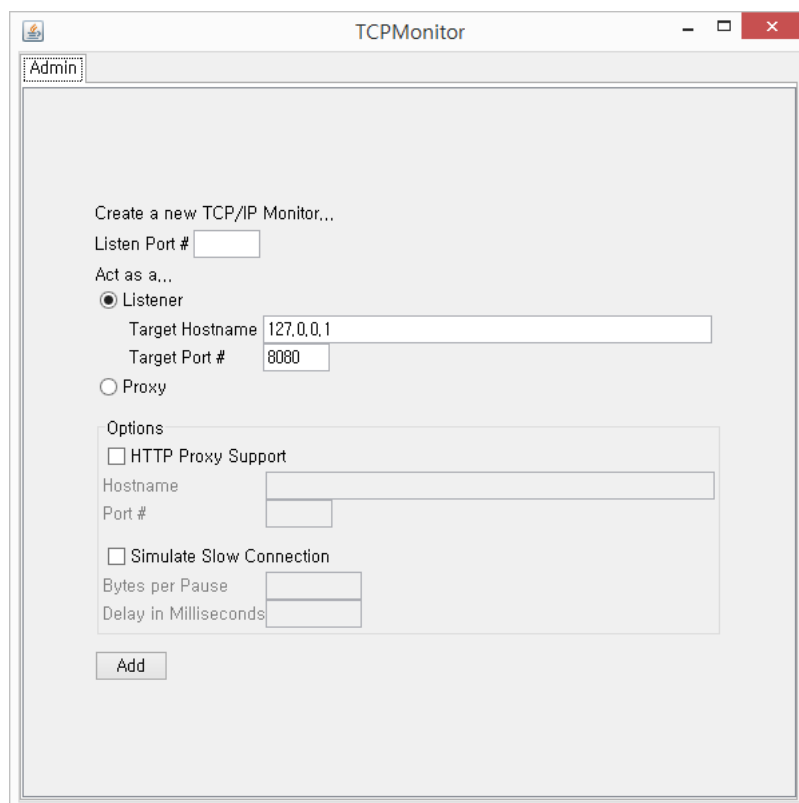 TCPMonitor
Admin
Create a new TCP/IP Monitor...
Listen Port #
Act as a...
Listener
Target Hostname 127.0.0.1
Target Port # 8080
Proxy
Options
HTTP Proxy Support
Hostname
Port #
Simulate Slow Connection
Bytes per Pause
Delay in Milliseconds
Add